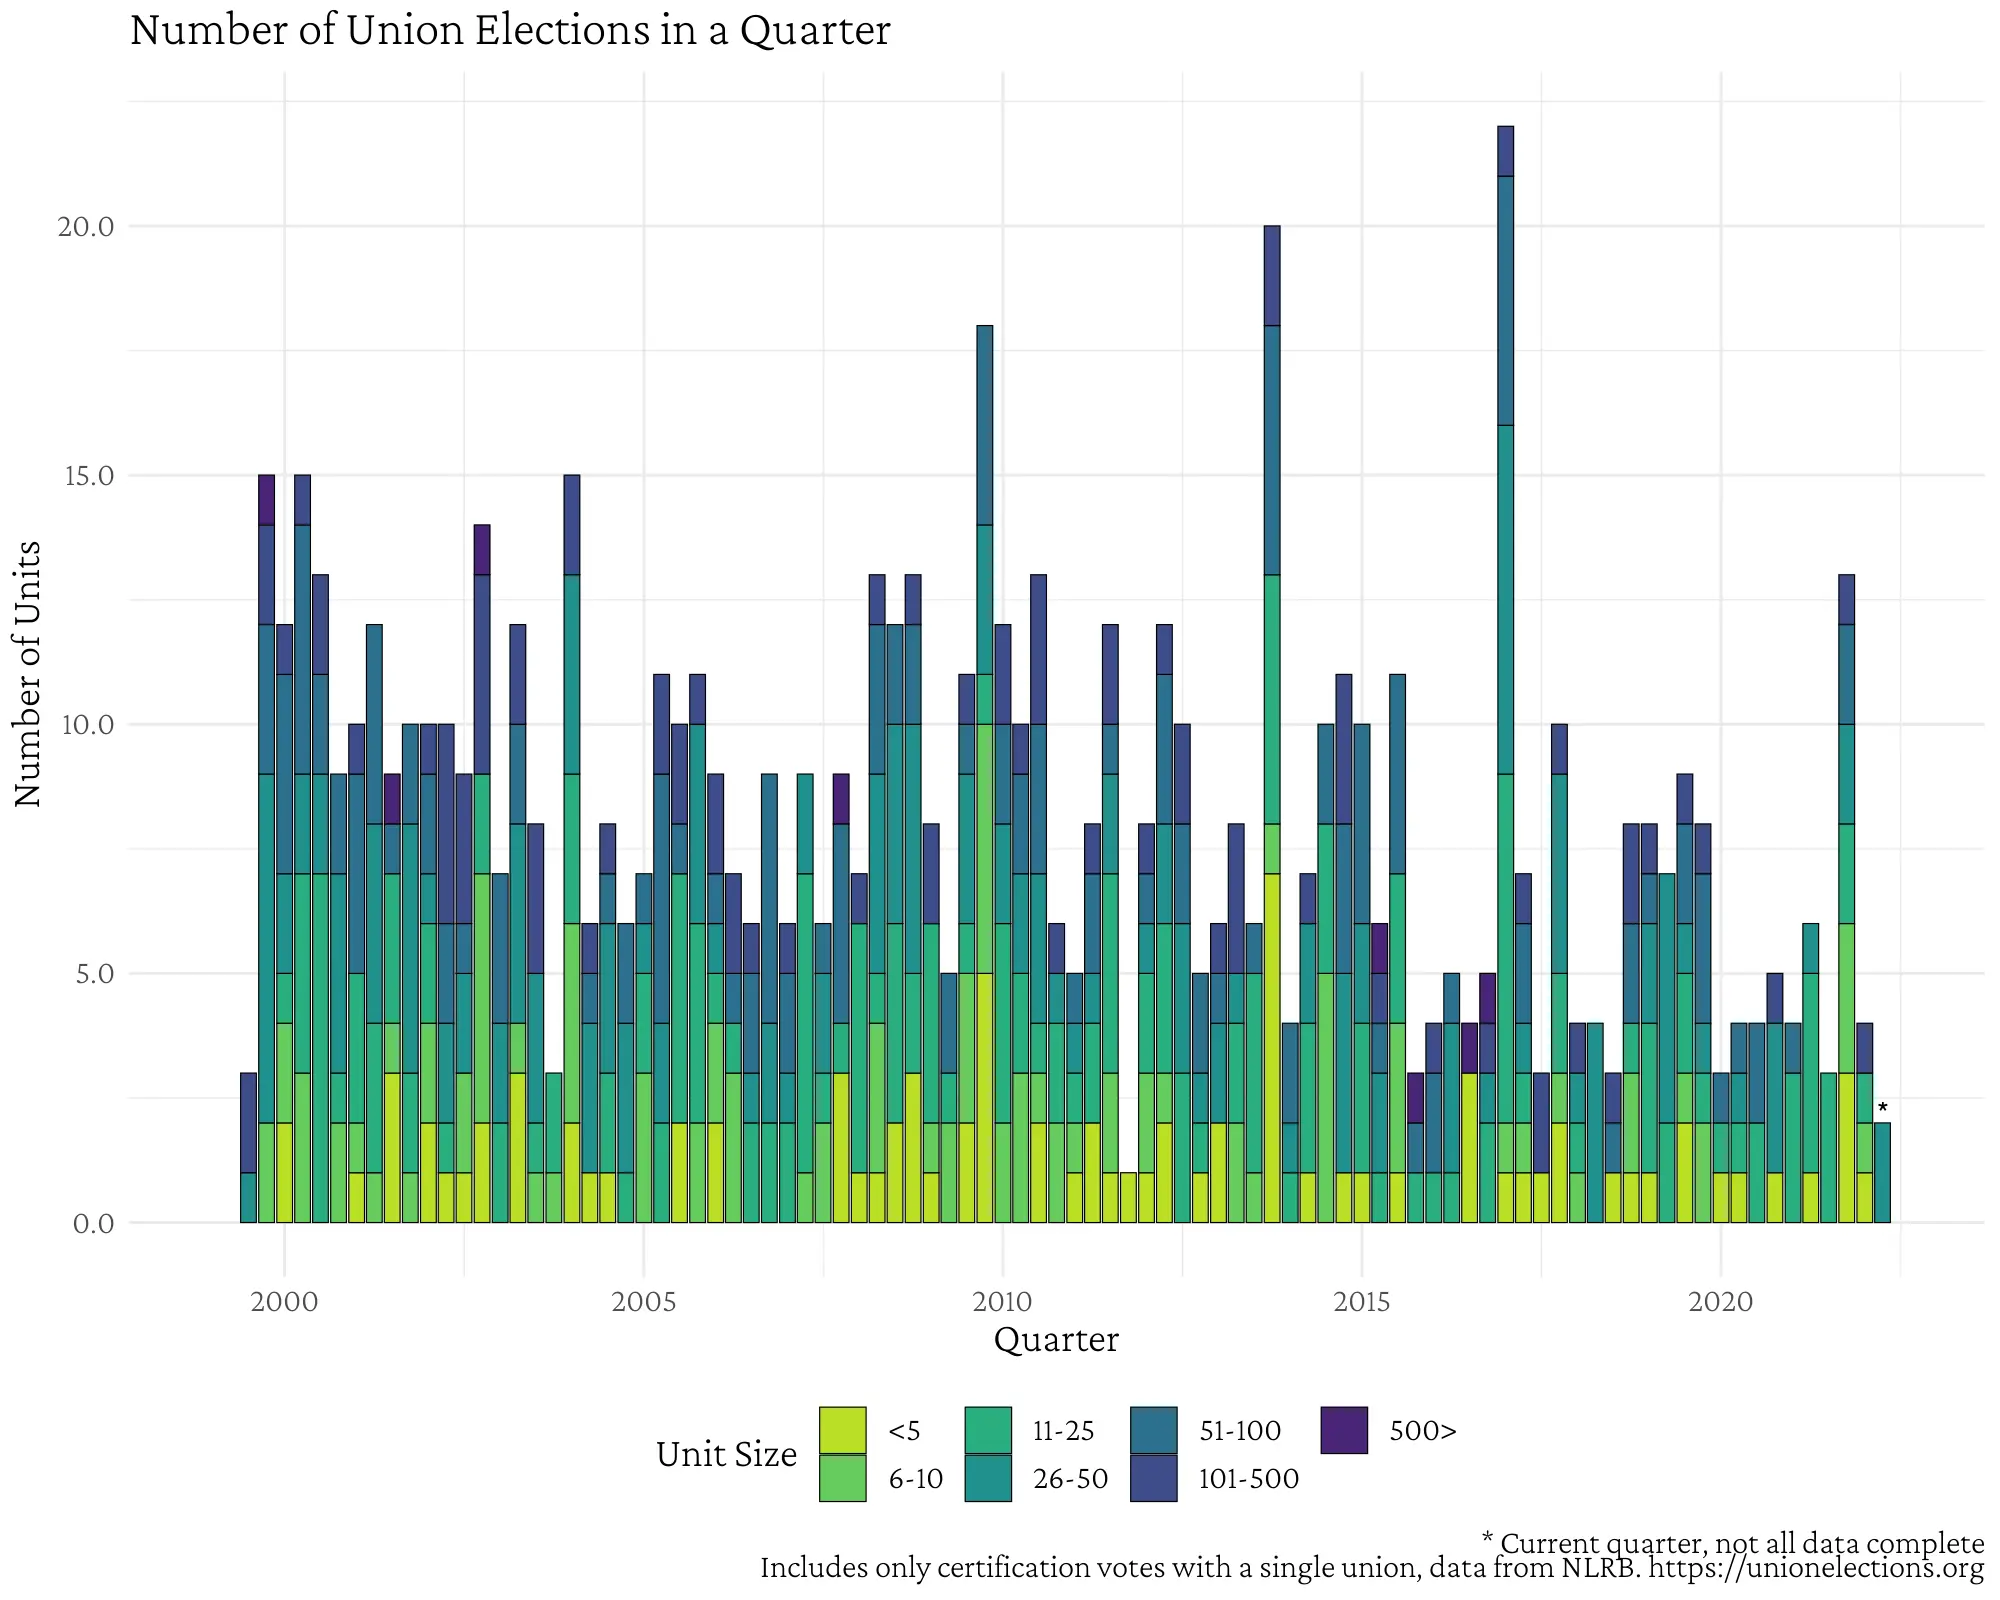 Number of Union Elections in a Quarter
Number of Units
20.0
15.0
10.0
5.0
0.0
*
2000 2005 2010 2015 2020
Quarter
Unit Size
<5 11-25 51-100 500>
6-10 26-50 101-500
* Current quarter, not all data complete
Includes only certification votes with a single union, data from NLRB. https://unionelections.org